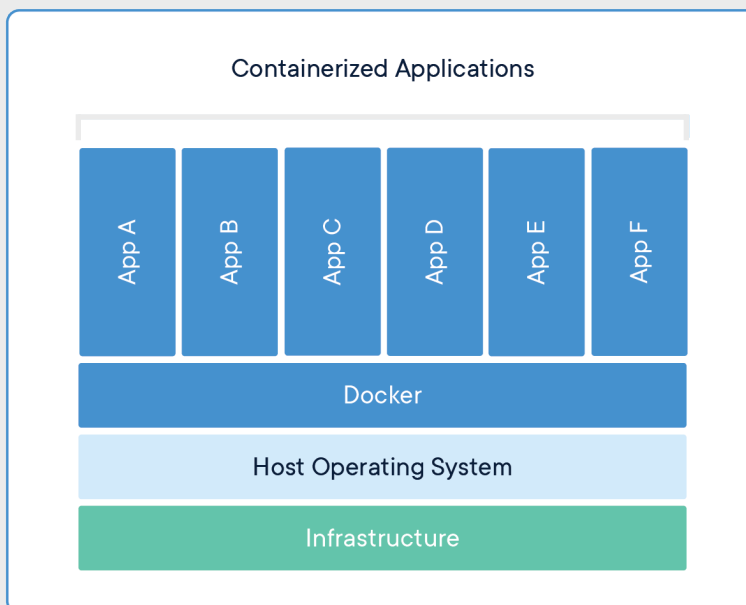 Containerized Applications
App A
App B
App C
App D
App E
App F
Docker
Host Operating System
Infrastructure